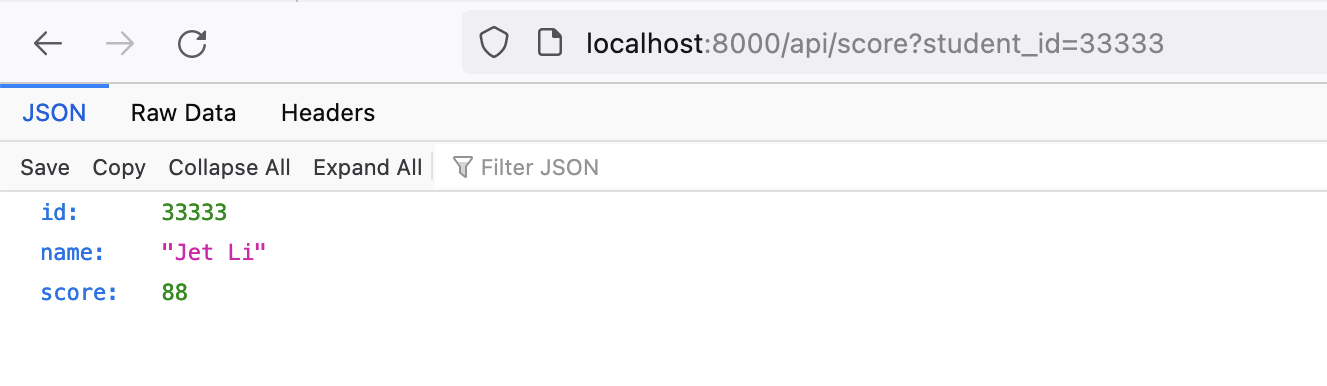 localhost:8000/api/score?student_id=33333
JSON Raw Data Headers
Save Copy Collapse All Expand All Filter JSON
id: 33333
name: "Jet Li"
score: 88